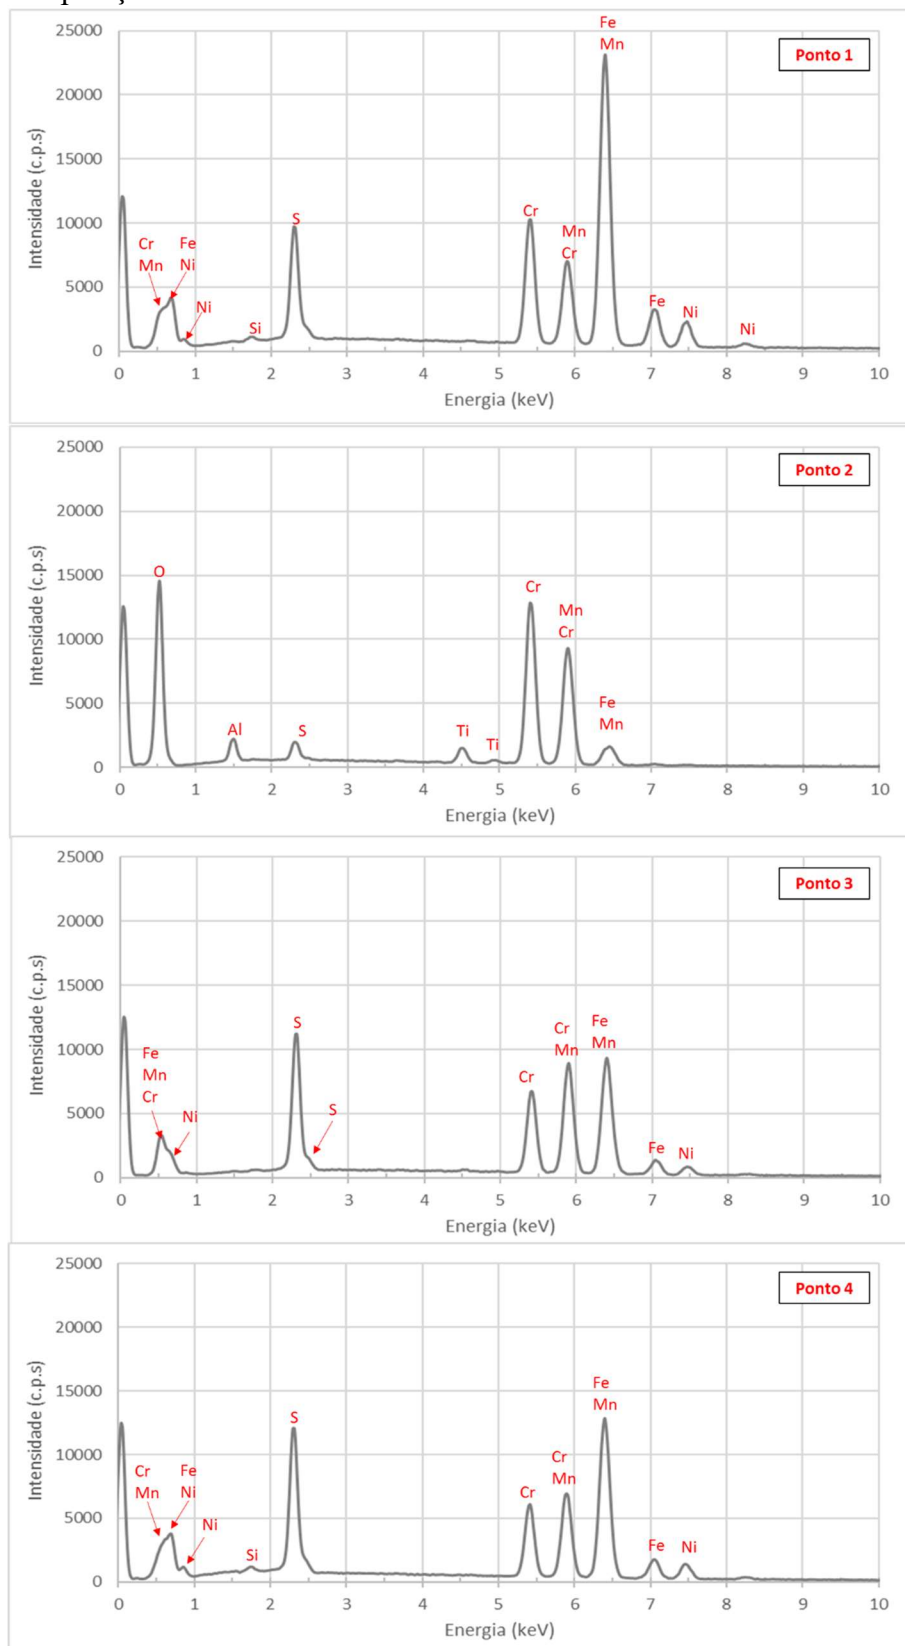 25000
Fe
Mn
Ponto 1
20000
15000
Intensidade (c.p.s)
10000
Cr
Mn
Fe
Ni
S
Cr
Mn
Cr
5000
Ni
Si
Fe
Ni
Ni
0
0 1 2 3 4 5 6 7 8 9 10
Energia (keV)
25000
Ponto 2
20000
15000
O
Intensidade (c.p.s)
Cr
Mn
Cr
10000
5000
Al
S
Ti
Ti
Fe
Mn
0
0 1 2 3 4 5 6 7 8 9 10
Energia (keV)
25000
Ponto 3
20000
15000
Intensidade (c.p.s)
S
Cr
Mn
Fe
Mn
10000
Fe
Mn
Cr
Ni
S
Cr
5000
Fe
Ni
0
0 1 2 3 4 5 6 7 8 9 10
Energia (keV)
25000
Ponto 4
20000
15000
Intensidade (c.p.s)
Fe
Mn
S
10000
Cr
Mn
Fe
Ni
Cr
Mn
Cr
5000
Ni
Si
Fe
Ni
0
0 1 2 3 4 5 6 7 8 9 10
Energia (keV)